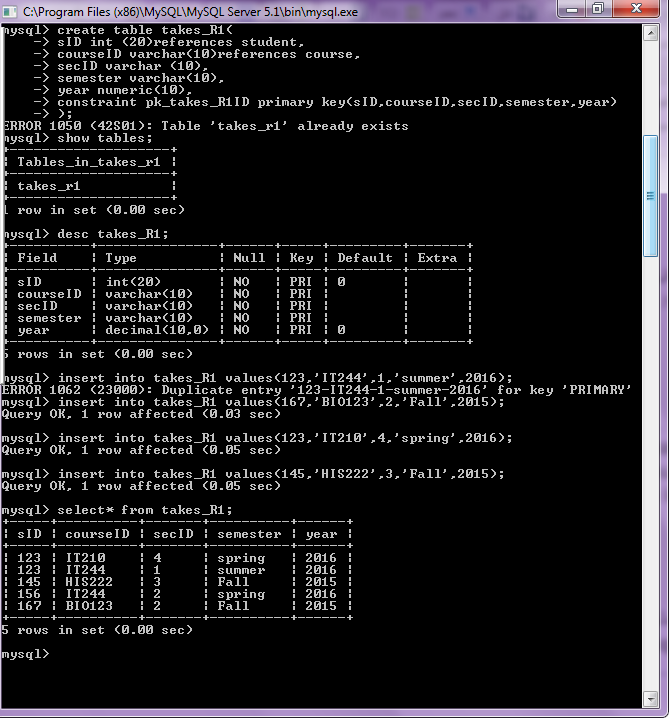 C:\Program Files (x86)\MySQL\MySQL Server 5.1\bin\mysql.exe
mysql> create table takes_R1(
-> sID int (20)references student,
-> courseID varchar(10)references course,
-> secID varchar (10),
-> semester varchar(10),
-> year numeric(10),
-> constraint pk_takes_R1ID primary key(sID,courseID,secID,semester,year)
-> );
ERROR 1050 (42S01): Table 'takes_r1' already exists
mysql> show tables;
+--------------------+
| Tables_in_takes_r1 |
+--------------------+
| takes_r1           |
+--------------------+
1 row in set (0.00 sec)
mysql> desc takes_R1;
+----------+---------------+------+-----+---------+-------+
| Field    | Type          | Null | Key | Default | Extra |
+----------+---------------+------+-----+---------+-------+
| sID      | int(20)       | NO   | PRI | 0       |       |
| courseID | varchar(10)   | NO   | PRI |         |       |
| secID    | varchar(10)   | NO   | PRI |         |       |
| semester | varchar(10)   | NO   | PRI |         |       |
| year     | decimal(10,0) | NO   | PRI | 0       |       |
+----------+---------------+------+-----+---------+-------+
5 rows in set (0.00 sec)
mysql> insert into takes_R1 values(123,'IT244',1,'summer',2016);
ERROR 1062 (23000): Duplicate entry '123-IT244-1-summer-2016' for key 'PRIMARY'
mysql> insert into takes_R1 values(167,'BIO123',2,'Fall',2015);
Query OK, 1 row affected (0.03 sec)
mysql> insert into takes_R1 values(123,'IT210',4,'spring',2016);
Query OK, 1 row affected (0.05 sec)
mysql> insert into takes_R1 values(145,'HIS222',3,'Fall',2015);
Query OK, 1 row affected (0.05 sec)
mysql> select* from takes_R1;
+-----+----------+-------+----------+------+
| sID | courseID | secID | semester | year |
+-----+----------+-------+----------+------+
| 123 | IT210    | 4     | spring   | 2016 |
| 123 | IT244    | 1     | summer   | 2016 |
| 145 | HIS222   | 3     | Fall     | 2015 |
| 156 | IT244    | 2     | spring   | 2016 |
| 167 | BIO123   | 2     | Fall     | 2015 |
+-----+----------+-------+----------+------+
5 rows in set (0.00 sec)
mysql>